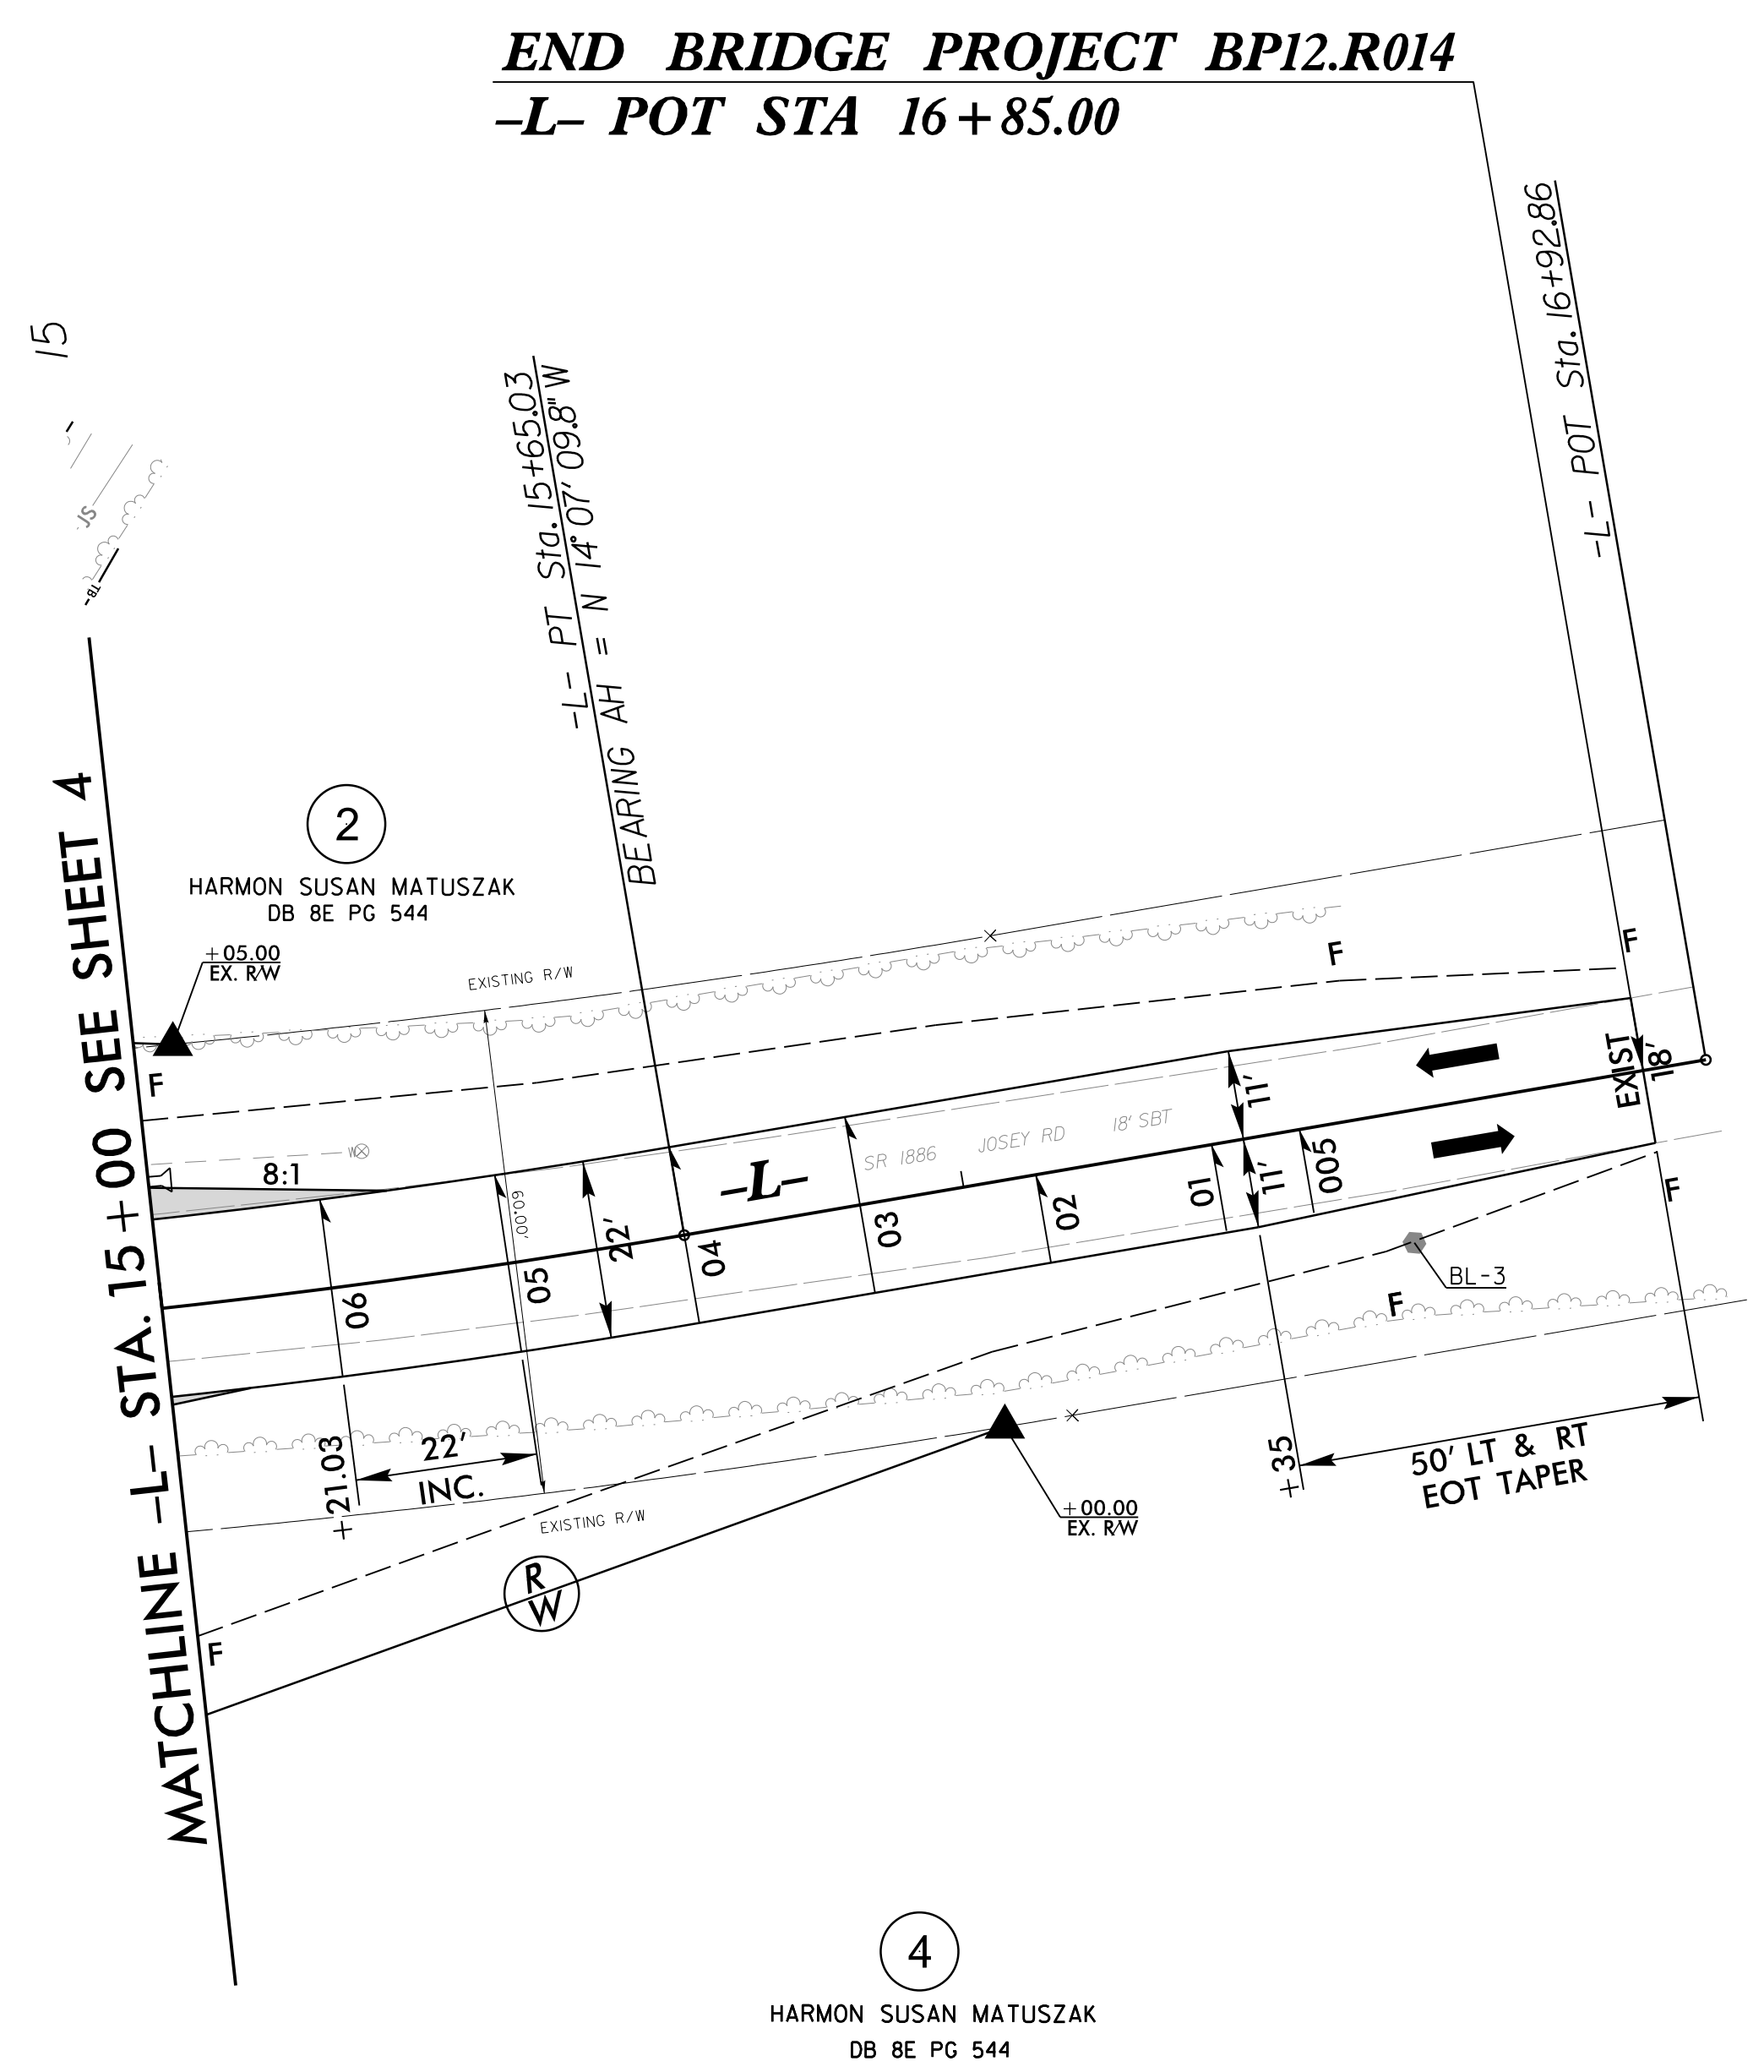 END BRIDGE PROJECT BP12.R014
-L- POT STA 16+85.00
-L- POT Sta. 16+92.86
15
-L- PT Sta. 15+65.03
BEARING AH = N 14° 07' 09.8" W
JS
TB
MATCHLINE -L- STA. 15+00 SEE SHEET 4
2
HARMON SUSAN MATUSZAK
DB 8E PG 544
+05.00
EX. R/W
EXISTING R/W
F
F
F
EXIST
18'
W
8:1
60.00'
-L-
SR 1886 JOSEY RD 18' SBT
11'
11'
06
05
22'
04
03
02
01
005
F
BL-3
F
+21.03
22'
INC.
EXISTING R/W
+35
50' LT & RT
EOT TAPER
+00.00
EX. R/W
R
W
F
4
HARMON SUSAN MATUSZAK
DB 8E PG 544